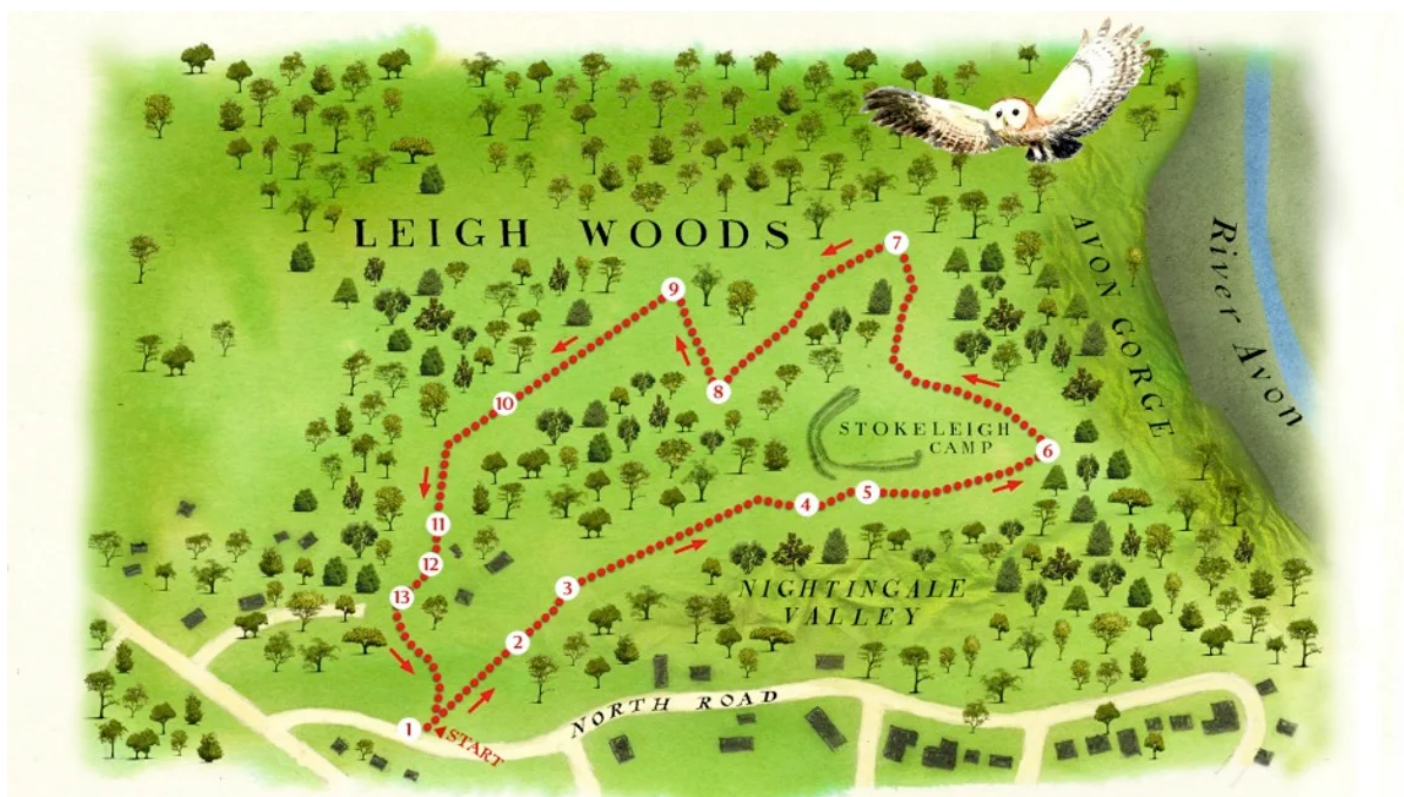 LEIGH WOODS
7
9
AVON GORGE
River Avon
8
10
STOKELEIGH
CAMP
6
5
4
11
12
3
13
NIGHTINGALE
VALLEY
2
NORTH ROAD
1
START